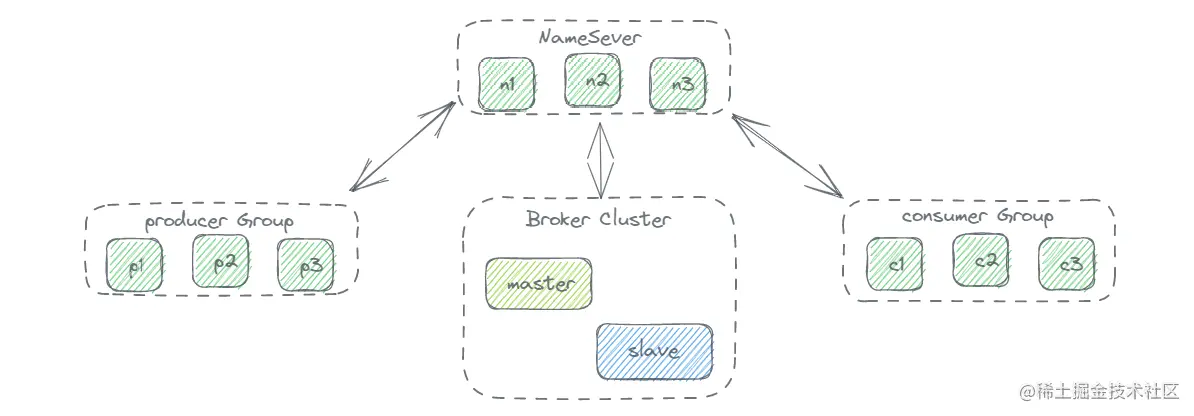 NameSever
n1 n2 n3
producer Group
p1 p2 p3
Broker Cluster
master
slave
consumer Group
c1 c2 c3
@稀土掘金技术社区